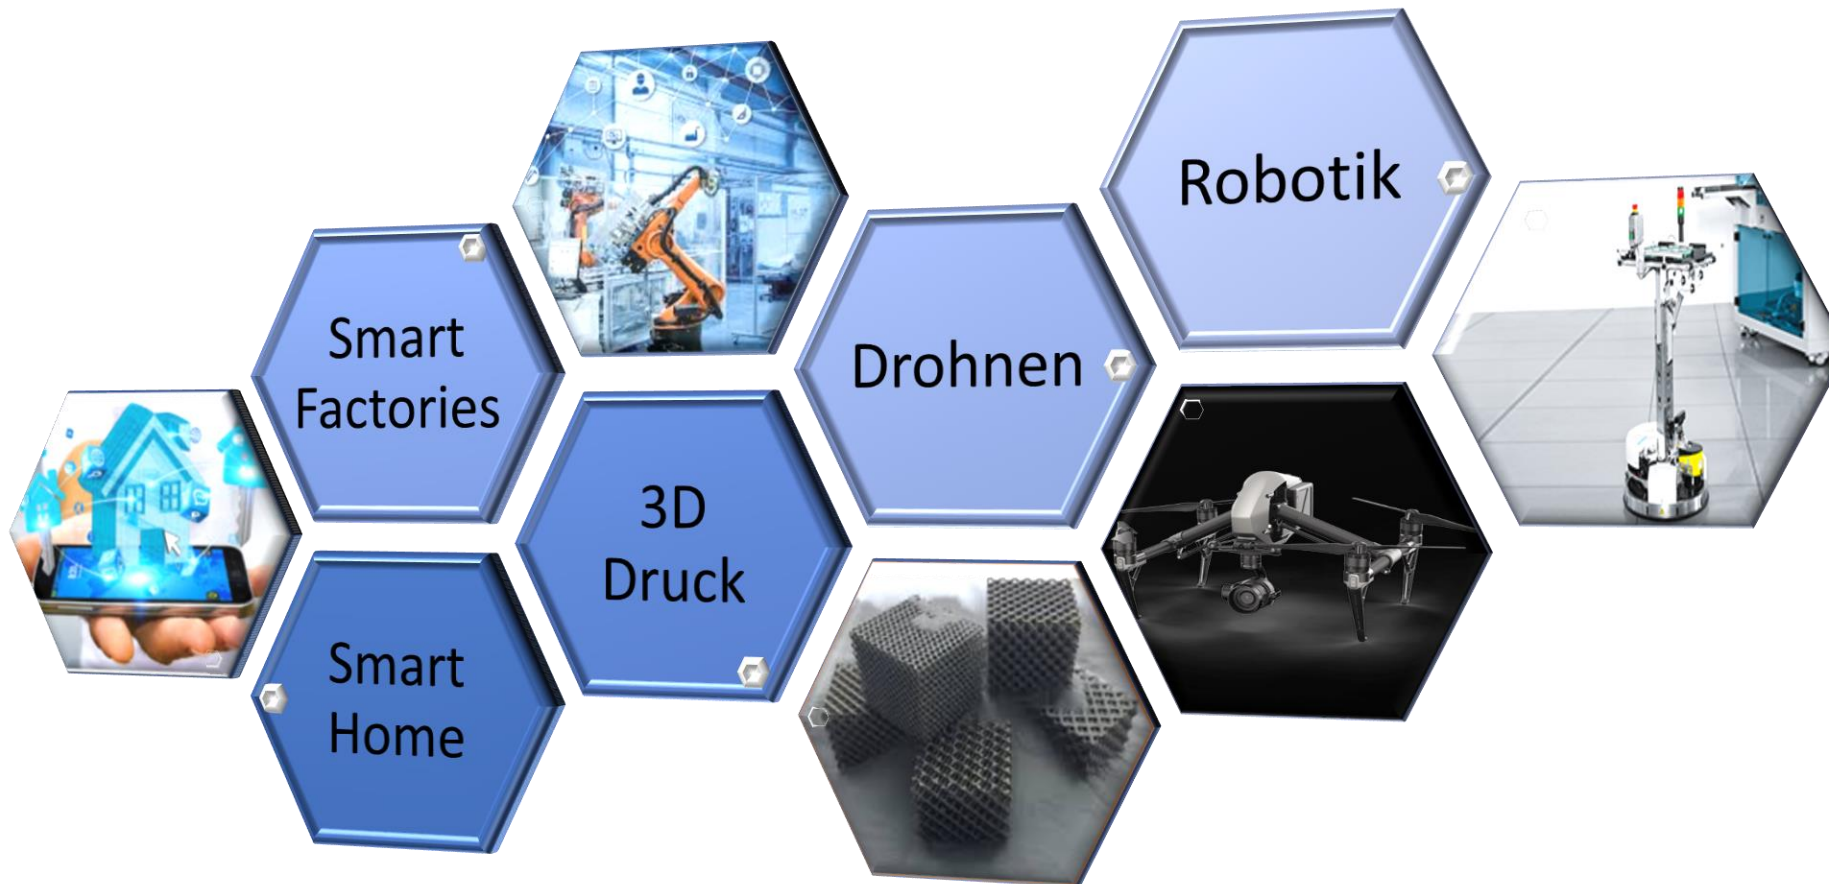 Smart
Factories
Smart
Home
3D
Druck
Drohnen
Robotik